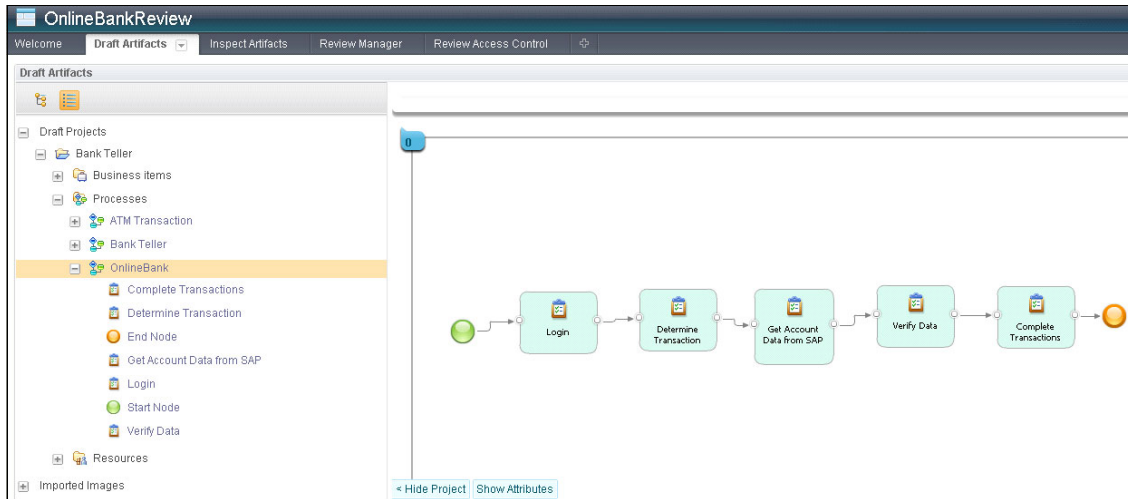 OnlineBankReview
Welcome
Draft Artifacts
Inspect Artifacts
Review Manager
Review Access Control
Draft Artifacts
Draft Projects
Bank Teller
Business items
Processes
ATM Transaction
Bank Teller
OnlineBank
Complete Transactions
Determine Transaction
End Node
Get Account Data from SAP
Login
Start Node
Verify Data
Resources
Imported Images
0
Login
Determine
Transaction
Get Account
Data from SAP
Verify Data
Complete
Transactions
< Hide Project
Show Attributes